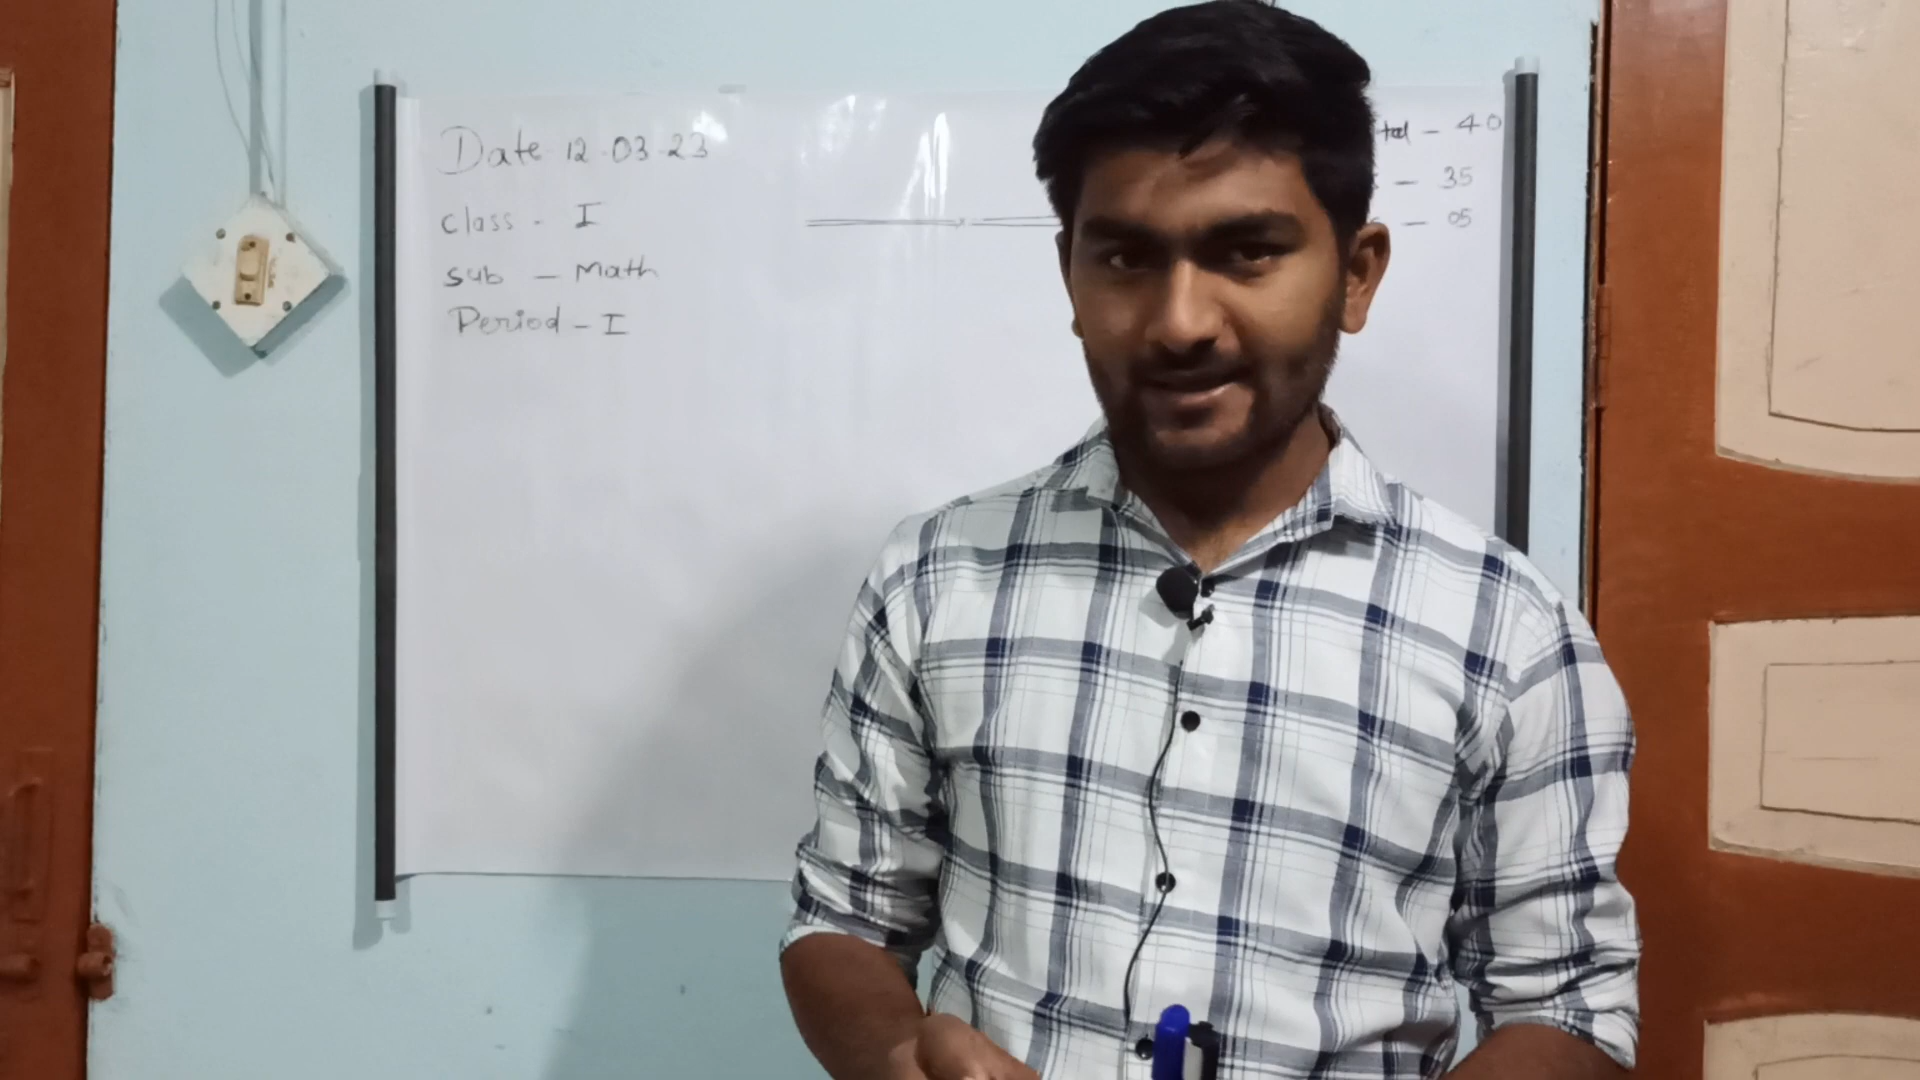 Date 12.03.23
class - I
sub - Math
Period - I
- 40
- 35
- 05